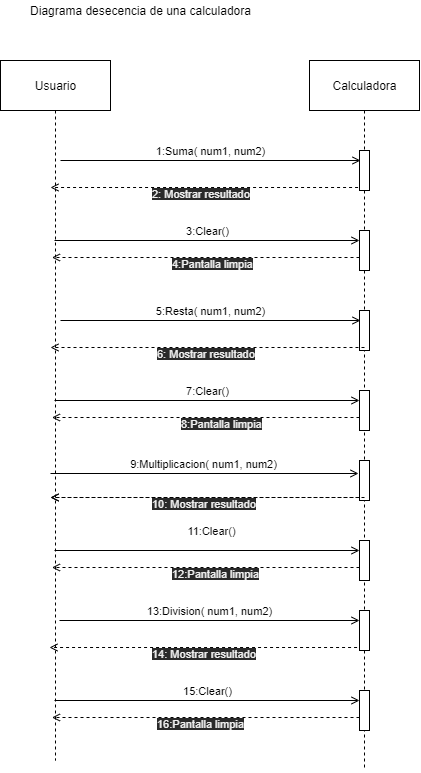 Diagrama desecencia de una calculadora
Usuario
Calculadora
1:Suma( num1, num2)
2: Mostrar resultado
3:Clear()
4:Pantalla limpia
5:Resta( num1, num2)
6: Mostrar resultado
7:Clear()
8:Pantalla limpia
9:Multiplicacion( num1, num2)
10: Mostrar resultado
11:Clear()
12:Pantalla limpia
13:Division( num1, num2)
14: Mostrar resultado
15:Clear()
16:Pantalla limpia